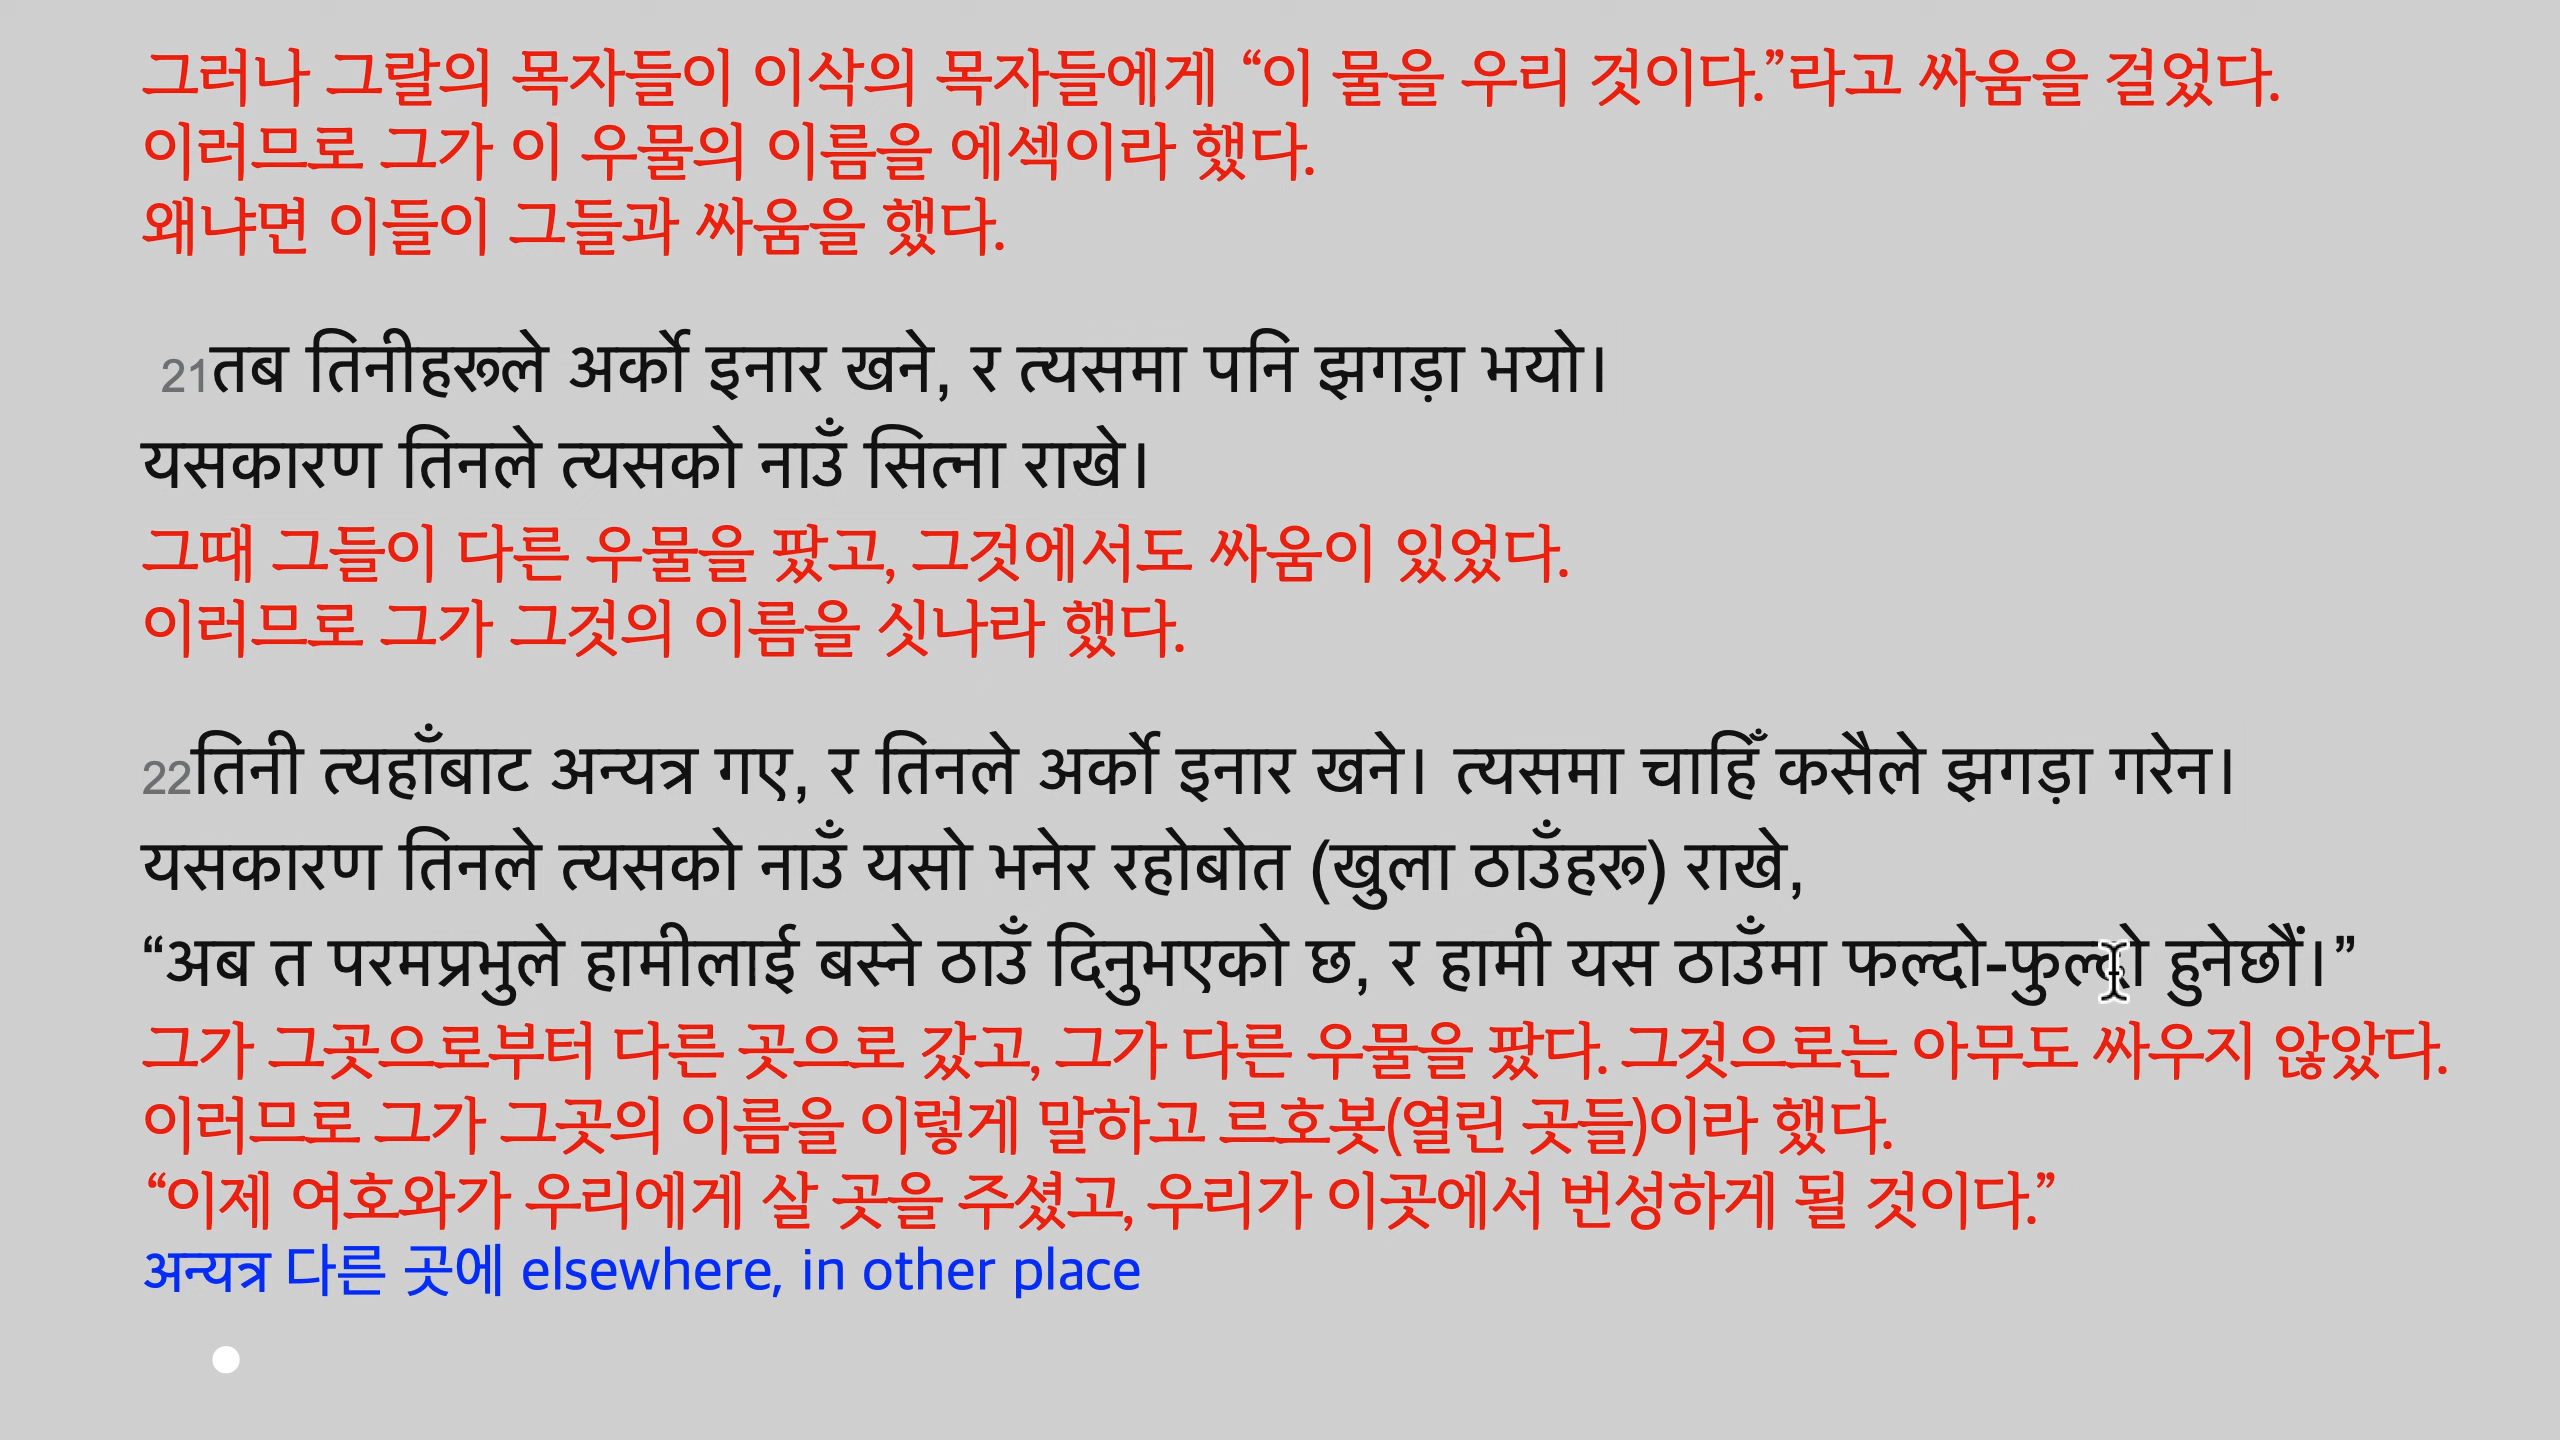 그러나 그랄의 목자들이 이삭의 목자들에게 “이 물을 우리 것이다.”라고 싸움을 걸었다.
이러므로 그가 이 우물의 이름을 에섹이라 했다.
왜냐면 이들이 그들과 싸움을 했다.
21तब तिनीहरूले अर्को इनार खने, र त्यसमा पनि झगड़ा भयो।
यसकारण तिनले त्यसको नाउँ सित्ना राखे।
그때 그들이 다른 우물을 팠고, 그것에서도 싸움이 있었다.
이러므로 그가 그것의 이름을 싯나라 했다.
22तिनी त्यहाँबाट अन्यत्र गए, र तिनले अर्को इनार खने। त्यसमा चाहिँ कसैले झगड़ा गरेन।
यसकारण तिनले त्यसको नाउँ यसो भनेर रहोबोत (खुला ठाउँहरू) राखे,
“अब त परमप्रभुले हामीलाई बस्ने ठाउँ दिनुभएको छ, र हामी यस ठाउँमा फल्दो-फुल्दो हुनेछौं।”
그가 그곳으로부터 다른 곳으로 갔고, 그가 다른 우물을 팠다. 그것으로는 아무도 싸우지 않았다.
이러므로 그가 그곳의 이름을 이렇게 말하고 르호봇(열린 곳들)이라 했다.
“이제 여호와가 우리에게 살 곳을 주셨고, 우리가 이곳에서 번성하게 될 것이다.”
अन्यत्र 다른 곳에 elsewhere, in other place